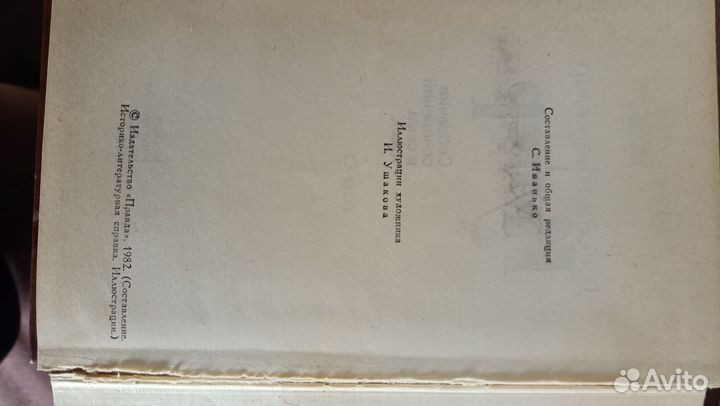 Составление и общая редакция
С. Иванько
Иллюстрации художника
И. Ушакова
© Издательство «Правда». 1982. (Составление.
Историко-литературная справка. Иллюстрации.)
Avito